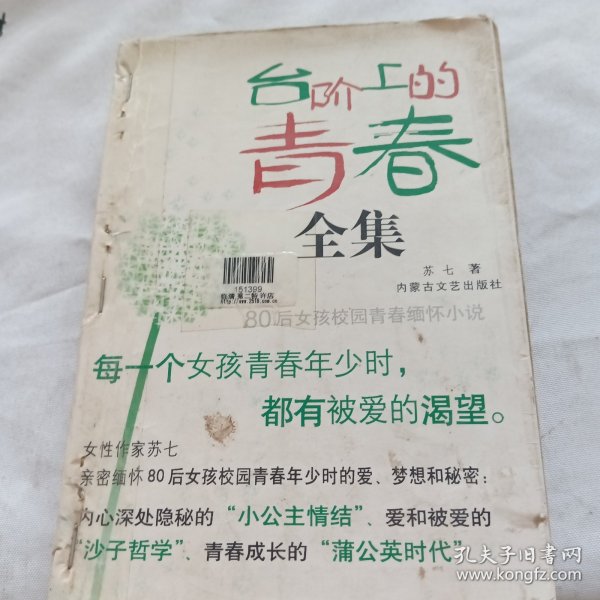 台阶上的
青春
全集
苏七 著
内蒙古文艺出版社
151399
80后女孩校园青春缅怀小说
每一个女孩青春年少时，
都有被爱的渴望。
女性作家苏七
亲密缅怀80后女孩校园青春年少时的爱、梦想和秘密：
内心深处隐秘的“小公主情结”、爱和被爱的
“沙子哲学”、青春成长的“蒲公英时代”
孔夫子旧书网
www.kongfz.com